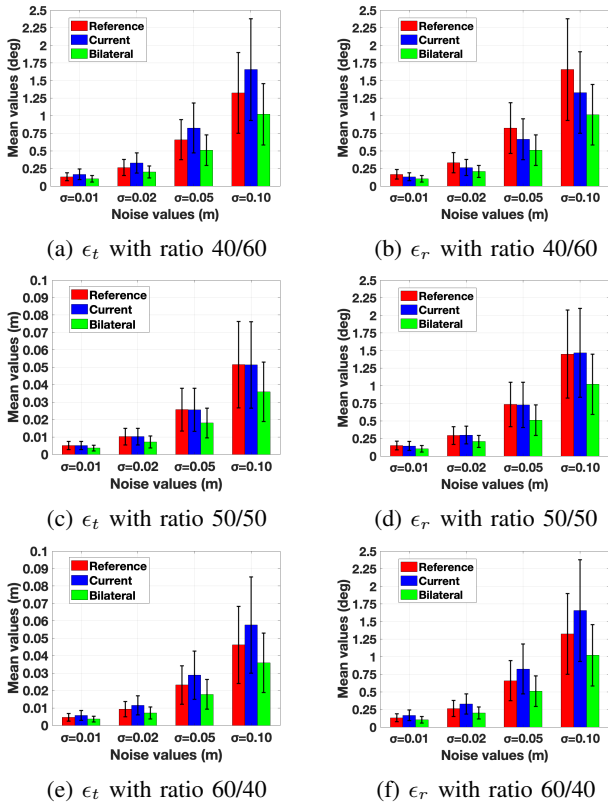 2.5
2.25
2
1.75
1.5
1.25
1
0.75
0.5
0.25
0
Mean values (deg)
Reference
Current
Bilateral
σ=0.01 σ=0.02 σ=0.05 σ=0.10
Noise values (m)
(a) ϵt with ratio 40/60
2.5
2.25
2
1.75
1.5
1.25
1
0.75
0.5
0.25
0
Mean values (deg)
Reference
Current
Bilateral
σ=0.01 σ=0.02 σ=0.05 σ=0.10
Noise values (m)
(b) ϵr with ratio 40/60
0.1
0.09
0.08
0.07
0.06
0.05
0.04
0.03
0.02
0.01
0
Mean values (m)
Reference
Current
Bilateral
σ=0.01 σ=0.02 σ=0.05 σ=0.10
Noise values (m)
(c) ϵt with ratio 50/50
2.5
2.25
2
1.75
1.5
1.25
1
0.75
0.5
0.25
0
Mean values (deg)
Reference
Current
Bilateral
σ=0.01 σ=0.02 σ=0.05 σ=0.10
Noise values (m)
(d) ϵr with ratio 50/50
0.1
0.09
0.08
0.07
0.06
0.05
0.04
0.03
0.02
0.01
0
Mean values (m)
Reference
Current
Bilateral
σ=0.01 σ=0.02 σ=0.05 σ=0.10
Noise values (m)
(e) ϵt with ratio 60/40
2.5
2.25
2
1.75
1.5
1.25
1
0.75
0.5
0.25
0
Mean values (deg)
Reference
Current
Bilateral
σ=0.01 σ=0.02 σ=0.05 σ=0.10
Noise values (m)
(f) ϵr with ratio 60/40